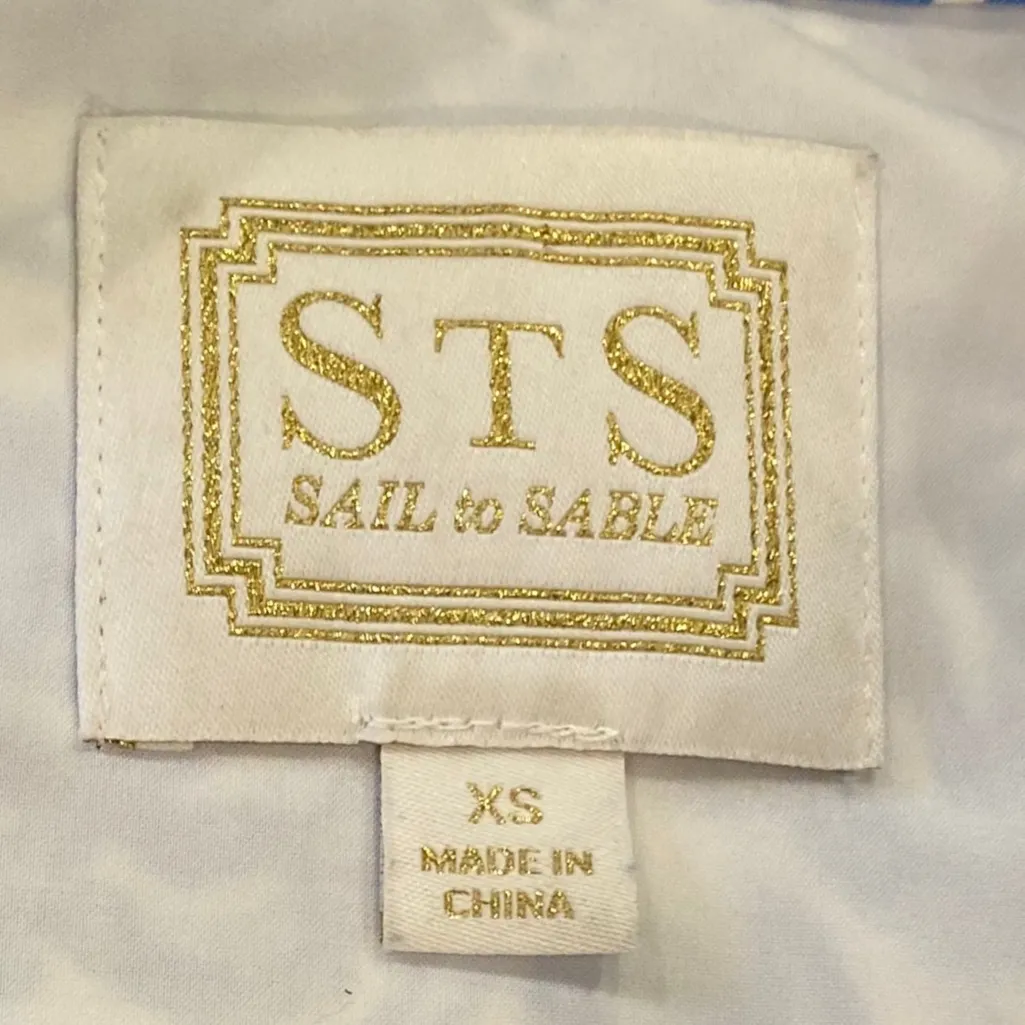 STS
SAIL to SABLE
XS
MADE IN
CHINA